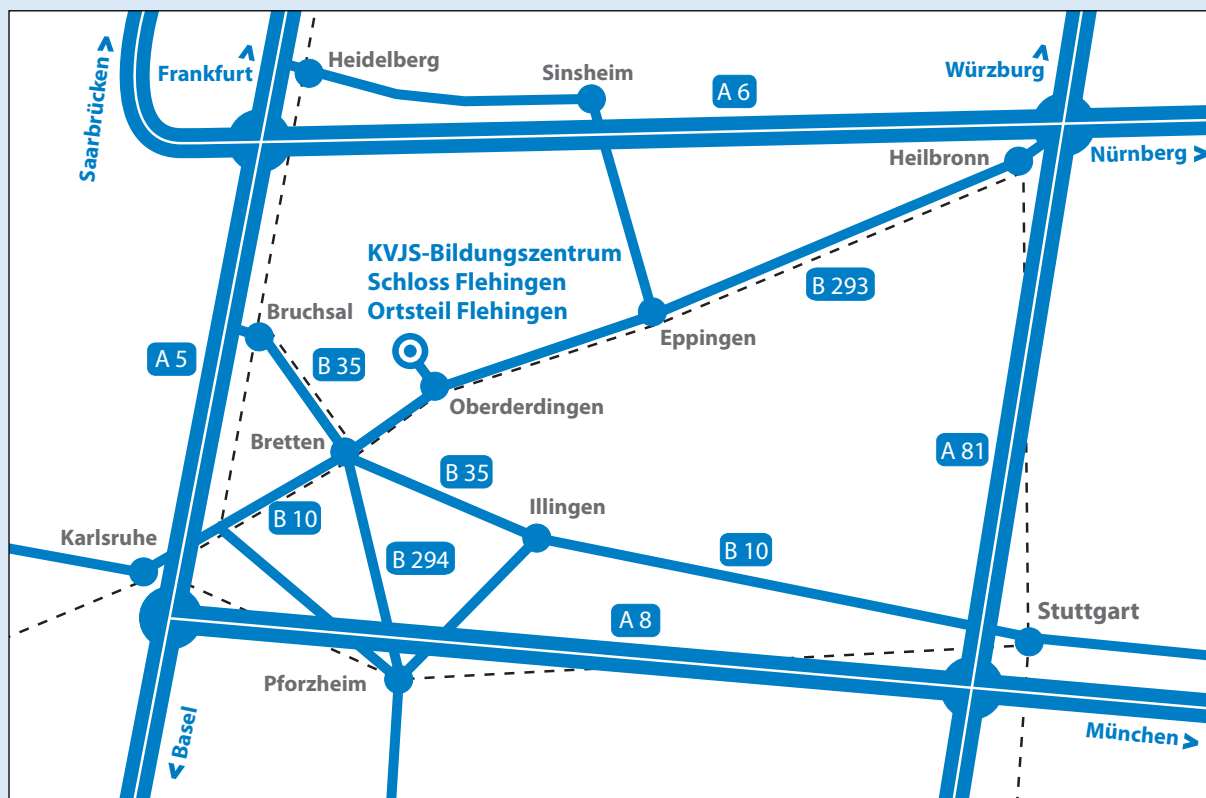 Saarbrücken >
Frankfurt >
Heidelberg
Sinsheim
A 6
Würzburg >
Heilbronn
Nürnberg >
KVJS-Bildungszentrum
Schloss Flehingen
Ortsteil Flehingen
B 293
Bruchsal
Eppingen
A 5
B 35
Oberderdingen
Bretten
A 81
B 35
Illingen
B 10
Karlsruhe
B 294
B 10
Stuttgart
A 8
Pforzheim
< Basel
München >